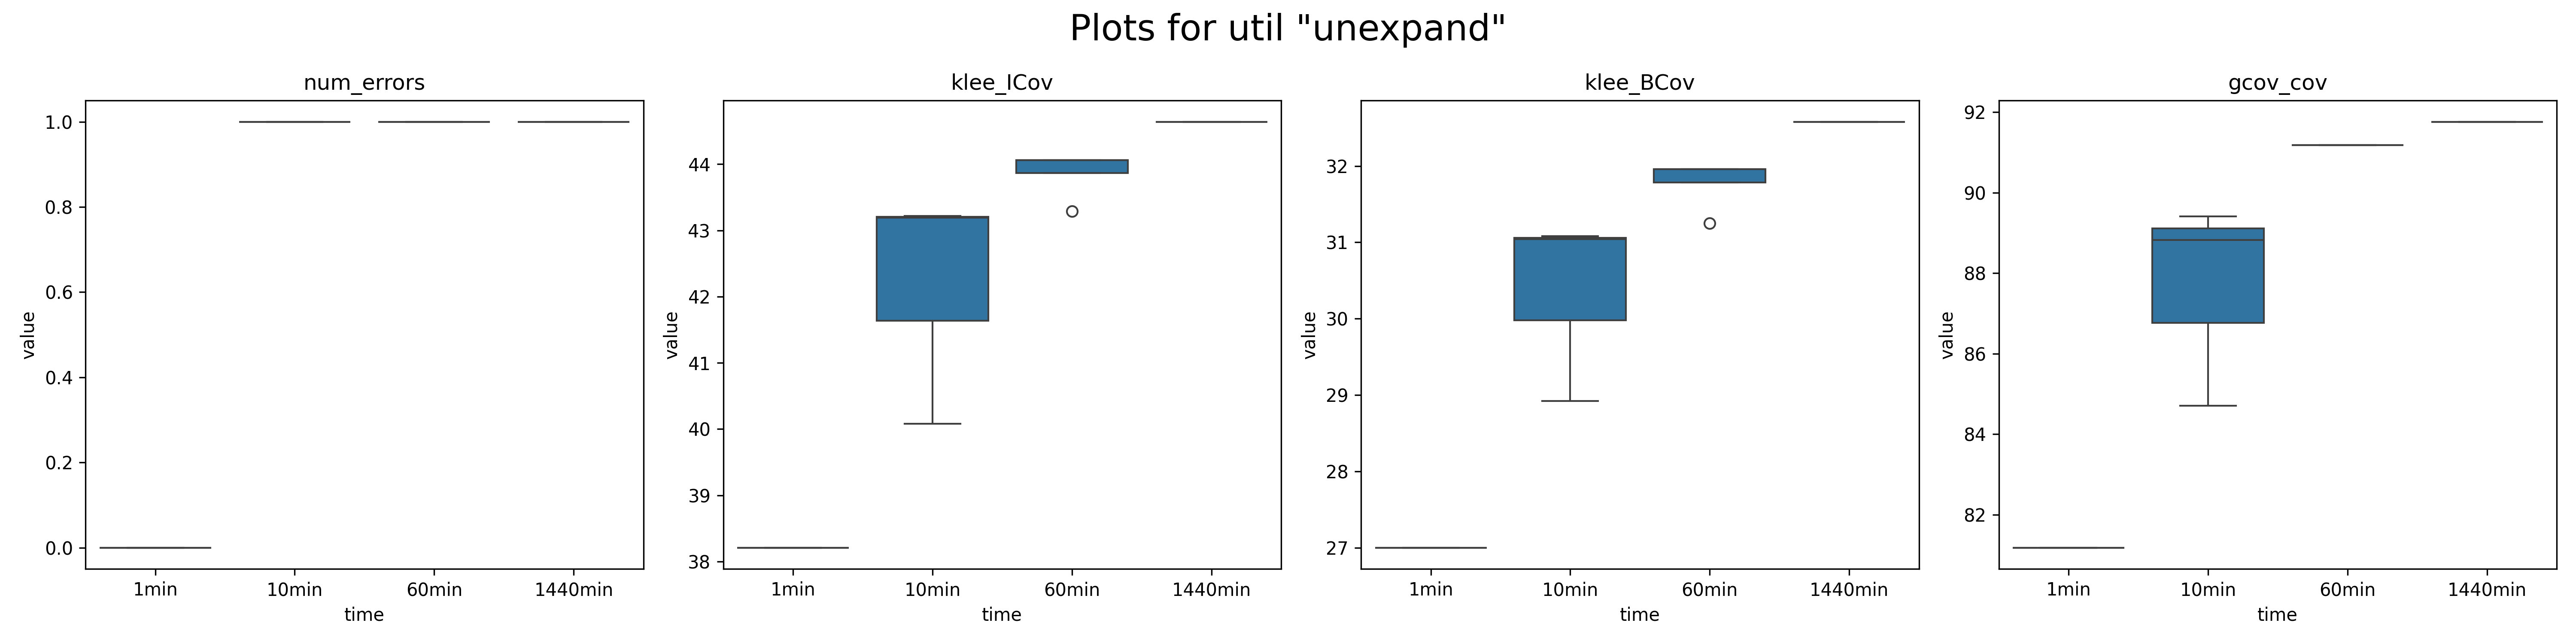 Plots for util "unexpand"
num_errors
1.0
0.8
0.6
0.4
0.2
0.0
value
1min 10min 60min 1440min
time
klee_ICov
44
43
42
41
40
39
38
value
1min 10min 60min 1440min
time
klee_BCov
32
31
30
29
28
27
value
1min 10min 60min 1440min
time
gcov_cov
92
90
88
86
84
82
value
1min 10min 60min 1440min
time